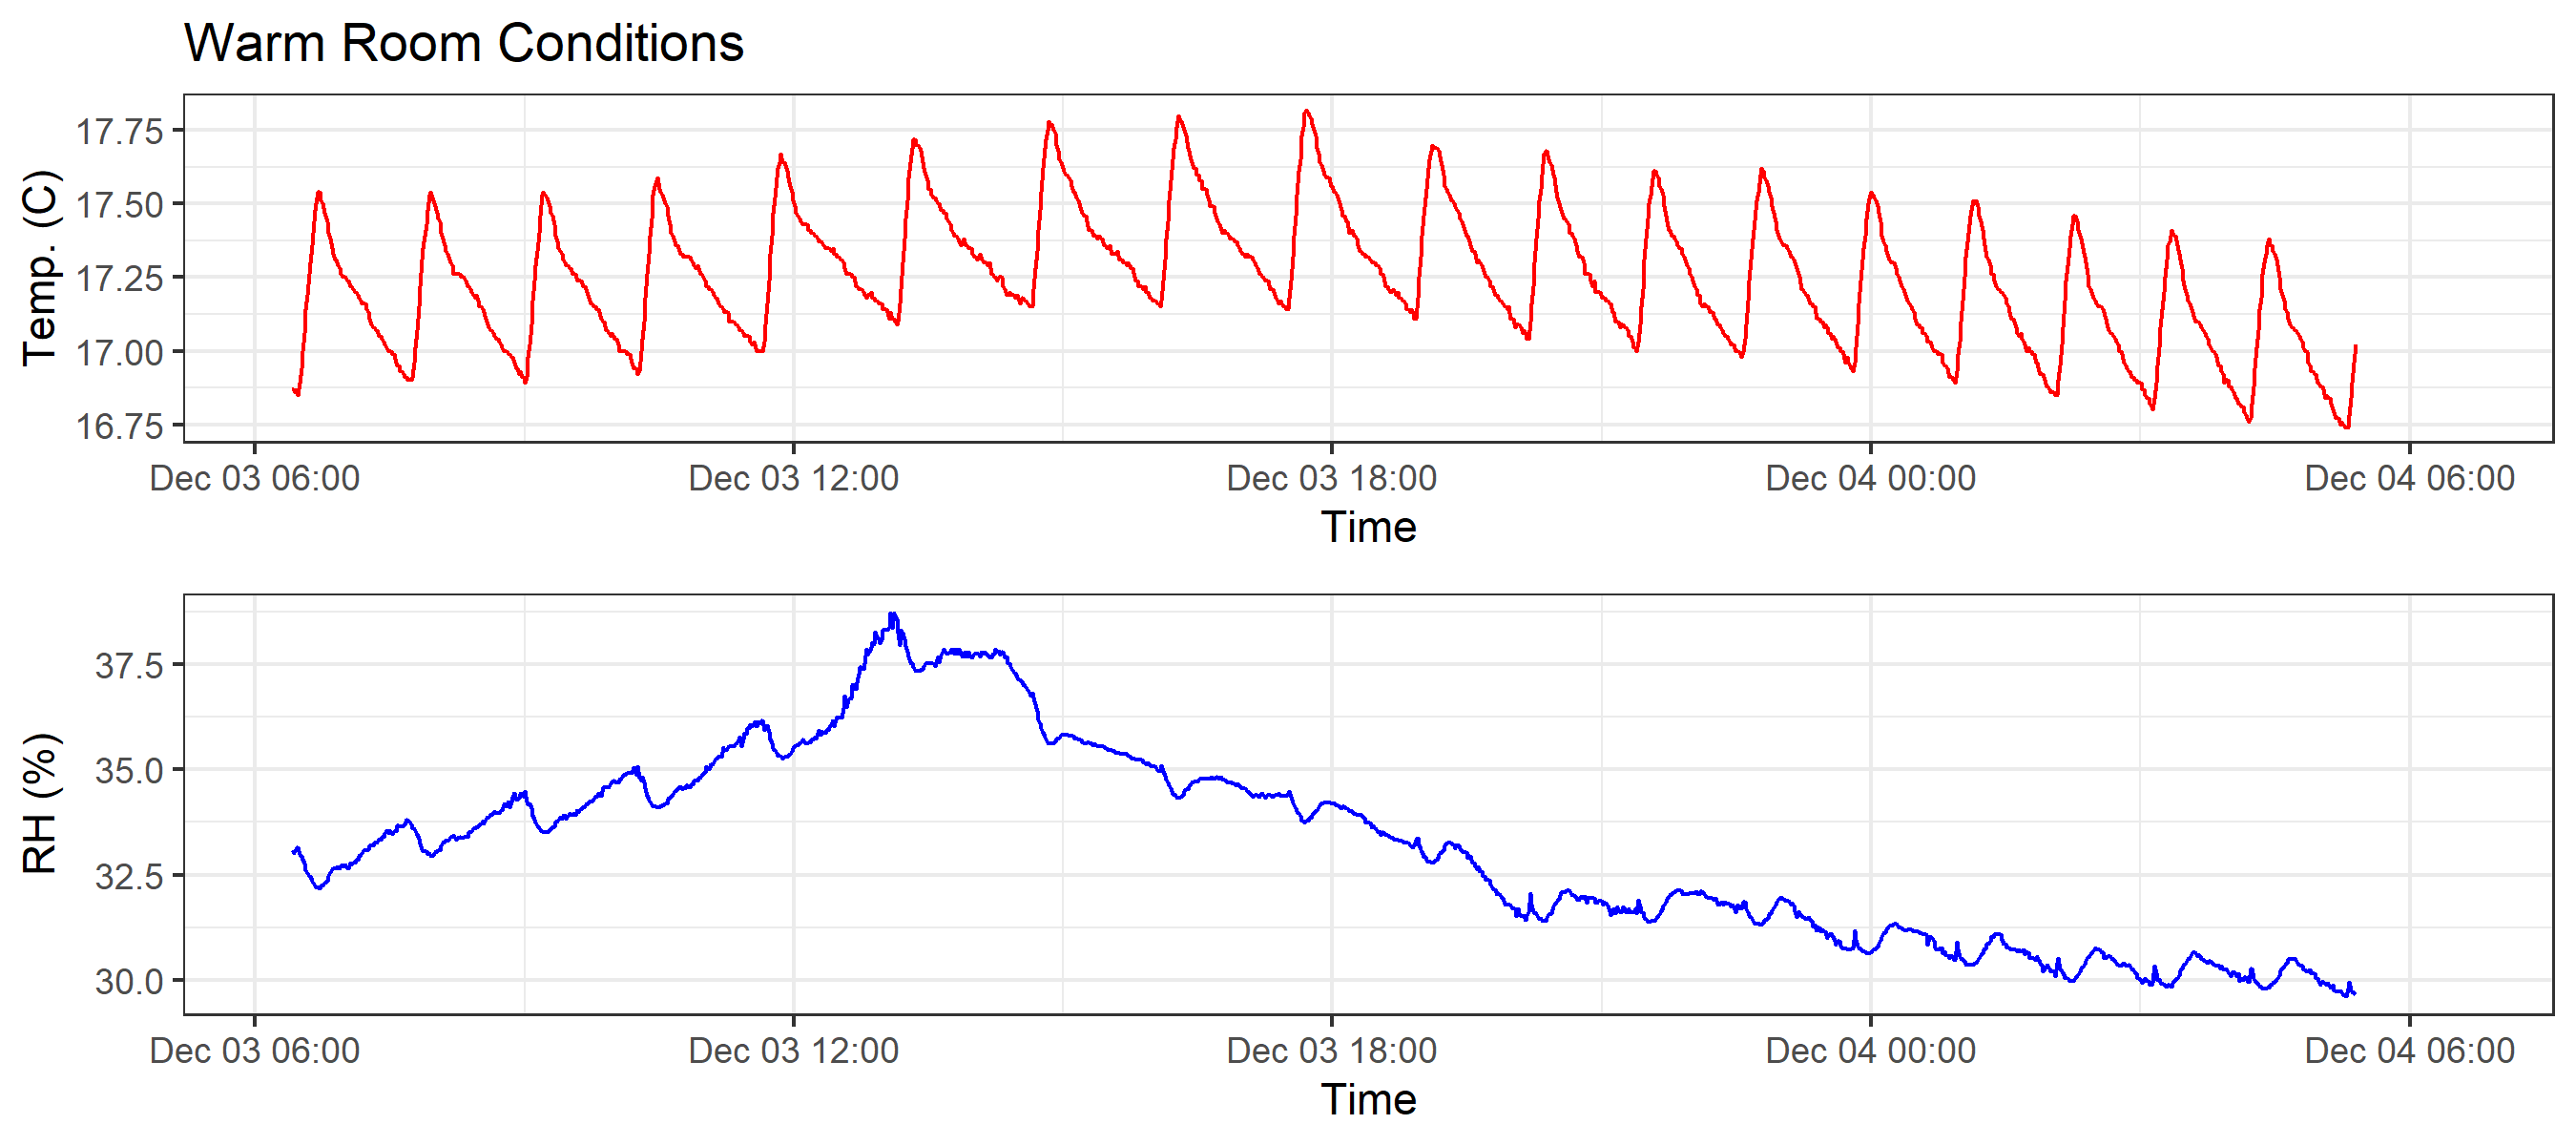 Warm Room Conditions
Temp. (C)
17.75
17.50
17.25
17.00
16.75
Dec 03 06:00 Dec 03 12:00 Dec 03 18:00 Dec 04 00:00 Dec 04 06:00
Time
RH (%)
37.5
35.0
32.5
30.0
Dec 03 06:00 Dec 03 12:00 Dec 03 18:00 Dec 04 00:00 Dec 04 06:00
Time